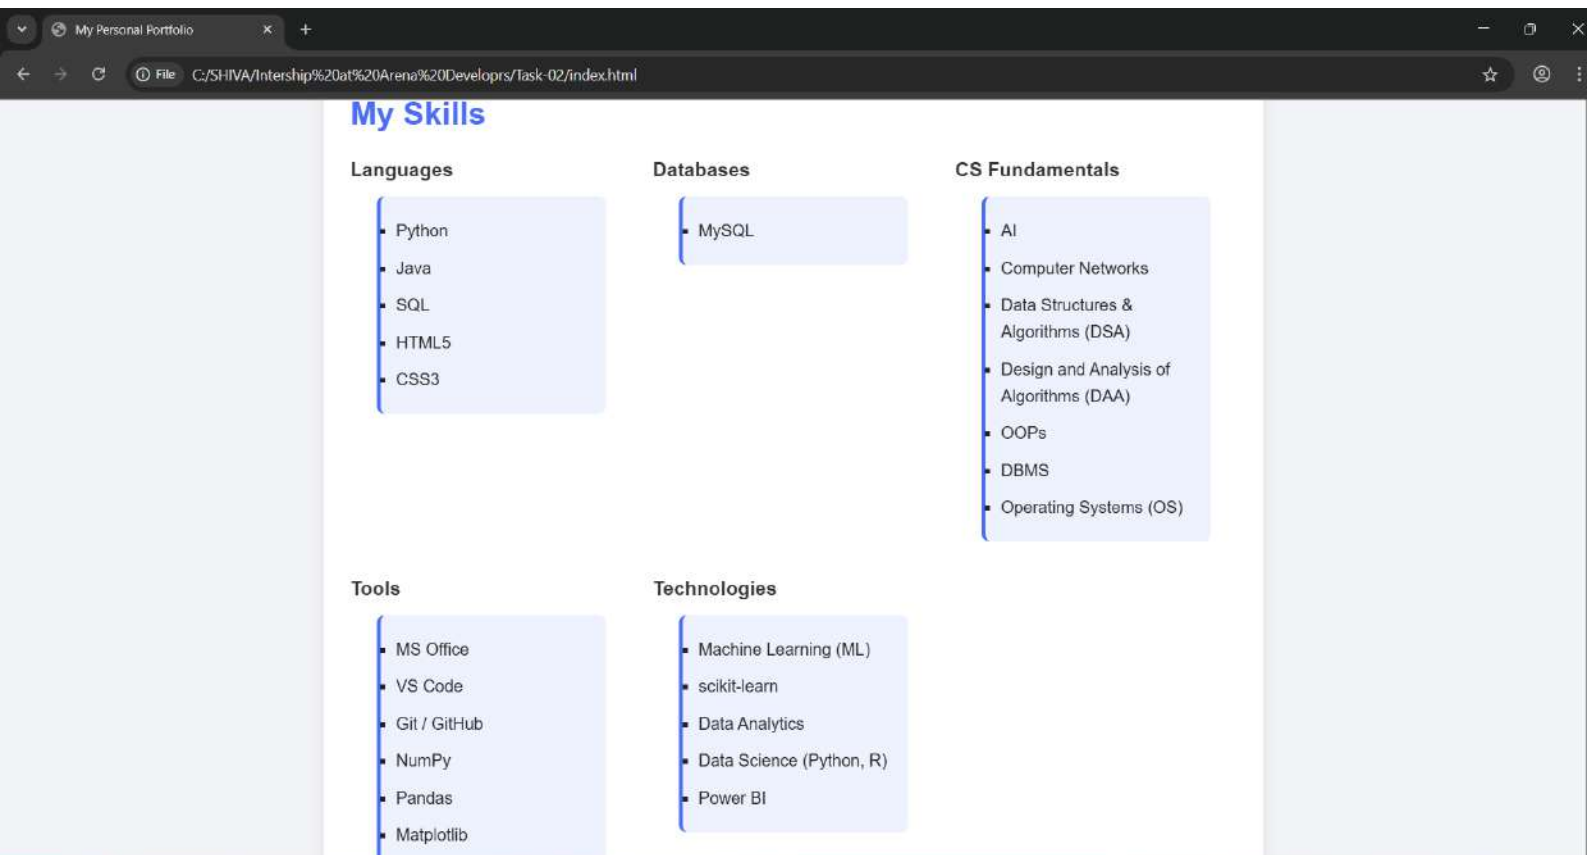 My Personal Portfolio
File C:/SHIVA/Intership%20at%20Arena%20Developrs/Task-02/index.html
My Skills
Languages
Python
Java
SQL
HTML5
CSS3
Databases
MySQL
CS Fundamentals
AI
Computer Networks
Data Structures &
Algorithms (DSA)
Design and Analysis of
Algorithms (DAA)
OOPs
DBMS
Operating Systems (OS)
Tools
MS Office
VS Code
Git / GitHub
NumPy
Pandas
Matplotlib
Technologies
Machine Learning (ML)
scikit-learn
Data Analytics
Data Science (Python, R)
Power BI